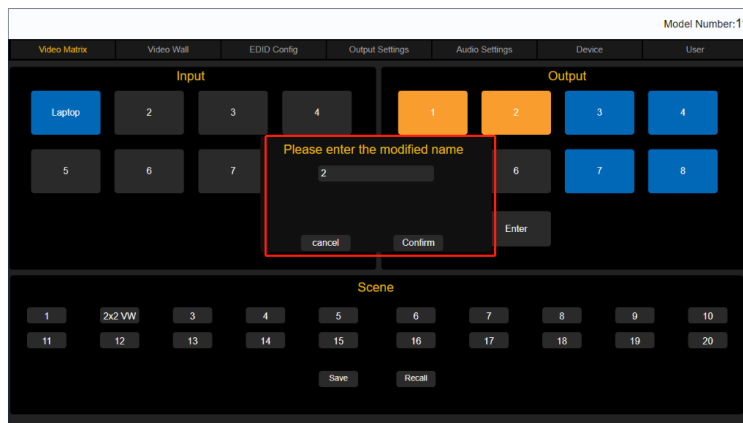 Model Number:1
Video Matrix Video Wall EDID Config Output Settings Audio Settings Device User
Input Output
Laptop 2 3 4 1 2 3 4
Please enter the modified name
2
5 6 7 6 7 8
cancel Confirm Enter
Scene
1 2x2 VW 3 4 5 6 7 8 9 10
11 12 13 14 15 16 17 18 19 20
Save Recall